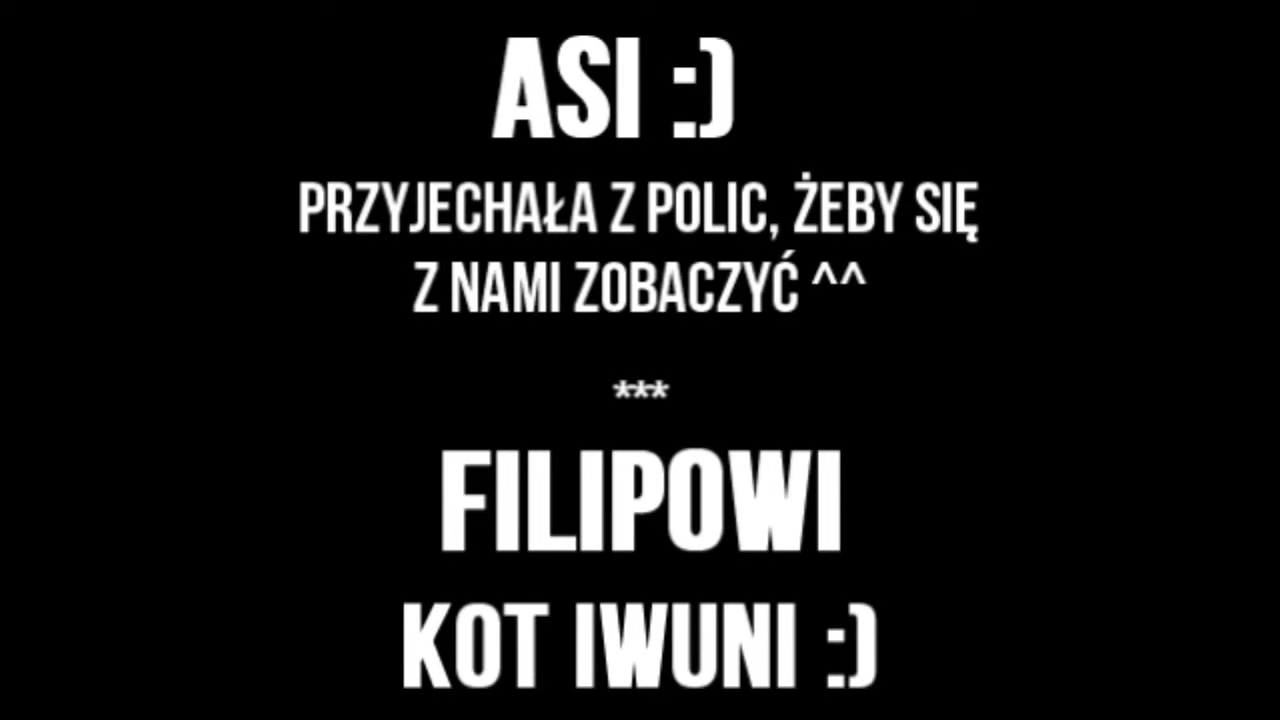 ASI :)
PRZYJECHAŁA Z POLIC, ŻEBY SIĘ
Z NAMI ZOBACZYĆ ^^
***
FILIPOWI
KOT IWUNI :)